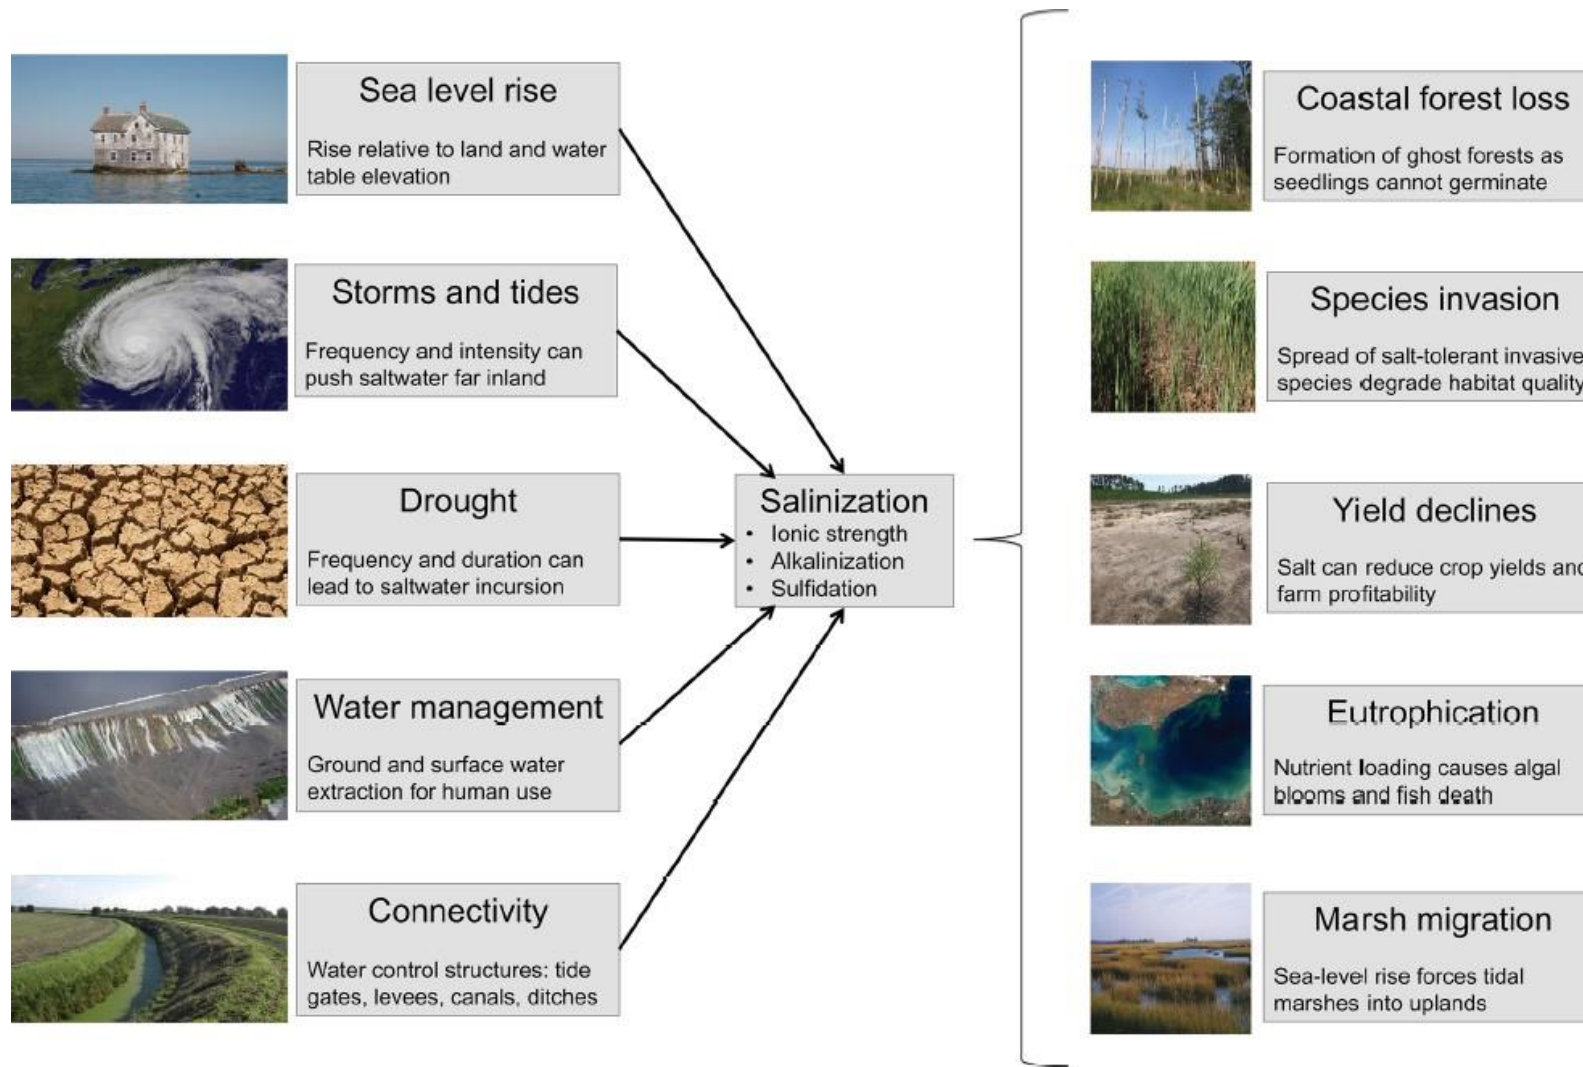 Sea level rise
Rise relative to land and water
table elevation
Storms and tides
Frequency and intensity can
push saltwater far inland
Drought
Frequency and duration can
lead to saltwater incursion
Water management
Ground and surface water
extraction for human use
Connectivity
Water control structures: tide
gates, levees, canals, ditches
Salinization
• Ionic strength
• Alkalinization
• Sulfidation
Coastal forest loss
Formation of ghost forests as
seedlings cannot germinate
Species invasion
Spread of salt-tolerant invasive
species degrade habitat quality
Yield declines
Salt can reduce crop yields and
farm profitability
Eutrophication
Nutrient loading causes algal
blooms and fish death
Marsh migration
Sea-level rise forces tidal
marshes into uplands